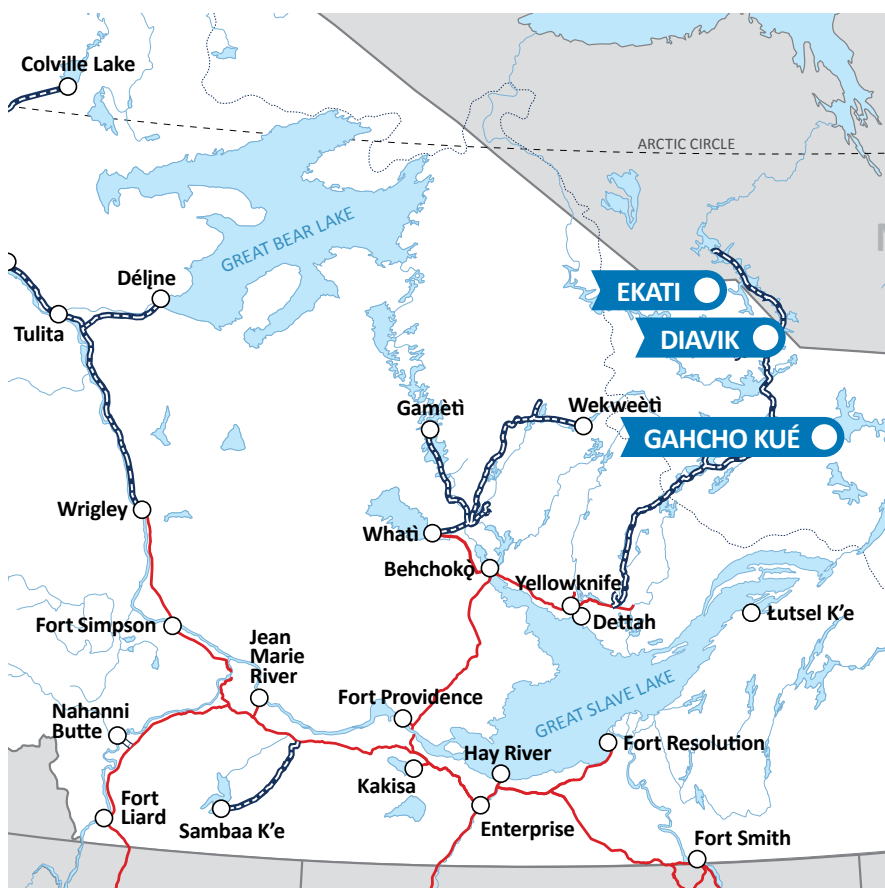 Colville Lake
ARCTIC CIRCLE
GREAT BEAR LAKE
N
Délı̨ne
EKATI
Tulita
DIAVIK
Gamètì
Wekweètì
GAHCHO KUÉ
Wrigley
Whatì
Behchokǫ̀
Yellowknife
Dettah
Łutsel K'e
Fort Simpson
Jean
Marie
River
Fort Providence
GREAT SLAVE LAKE
Nahanni
Butte
Hay River
Fort Resolution
Kakisa
Fort
Liard
Sambaa K'e
Enterprise
Fort Smith